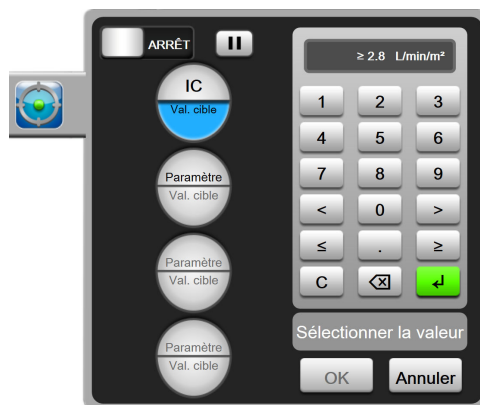 ARRÊT
IC
Val. cible
Paramètre
Val. cible
Paramètre
Val. cible
Paramètre
Val. cible
≥ 2.8 L/min/m²
1 2 3
4 5 6
7 8 9
< 0 >
≤ . ≥
C
Sélectionner la valeur
OK Annuler